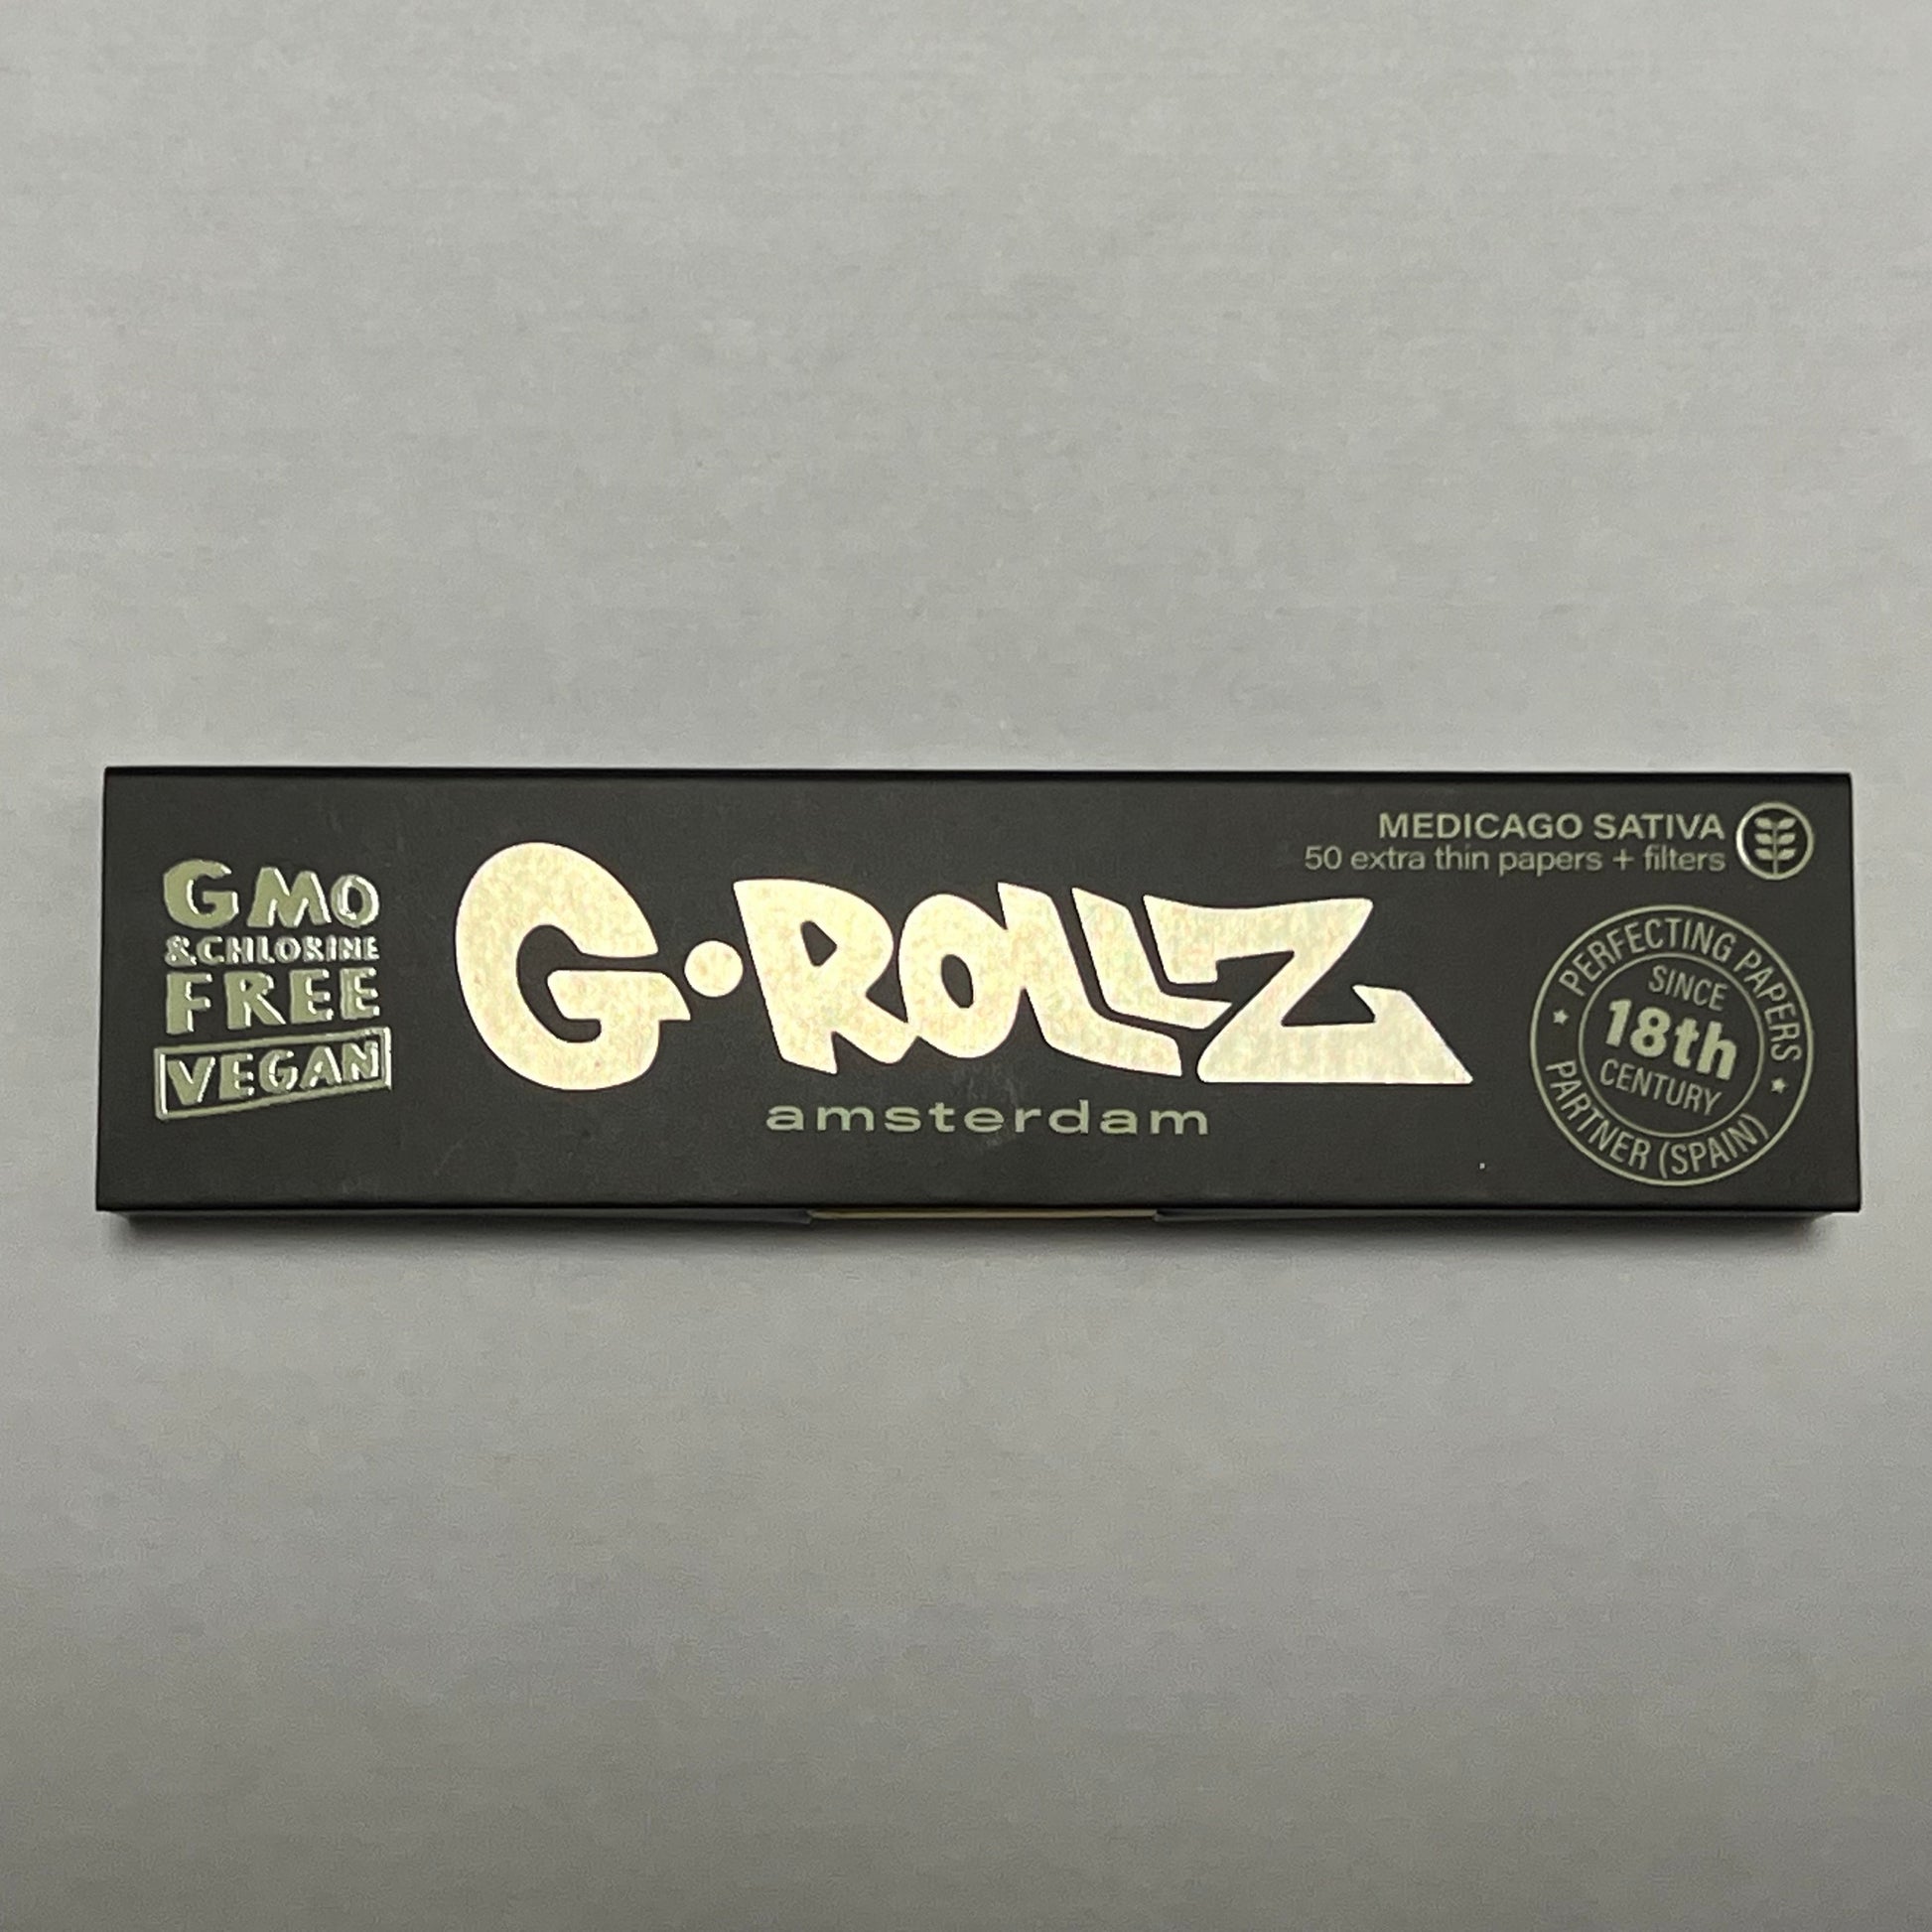 GMO
&CHLORINE
FREE
VEGAN
G·ROLLZ
amsterdam
MEDICAGO SATIVA
50 extra thin papers + filters
PERFECTING PAPERS
SINCE
18th
CENTURY
PARTNER (SPAIN)